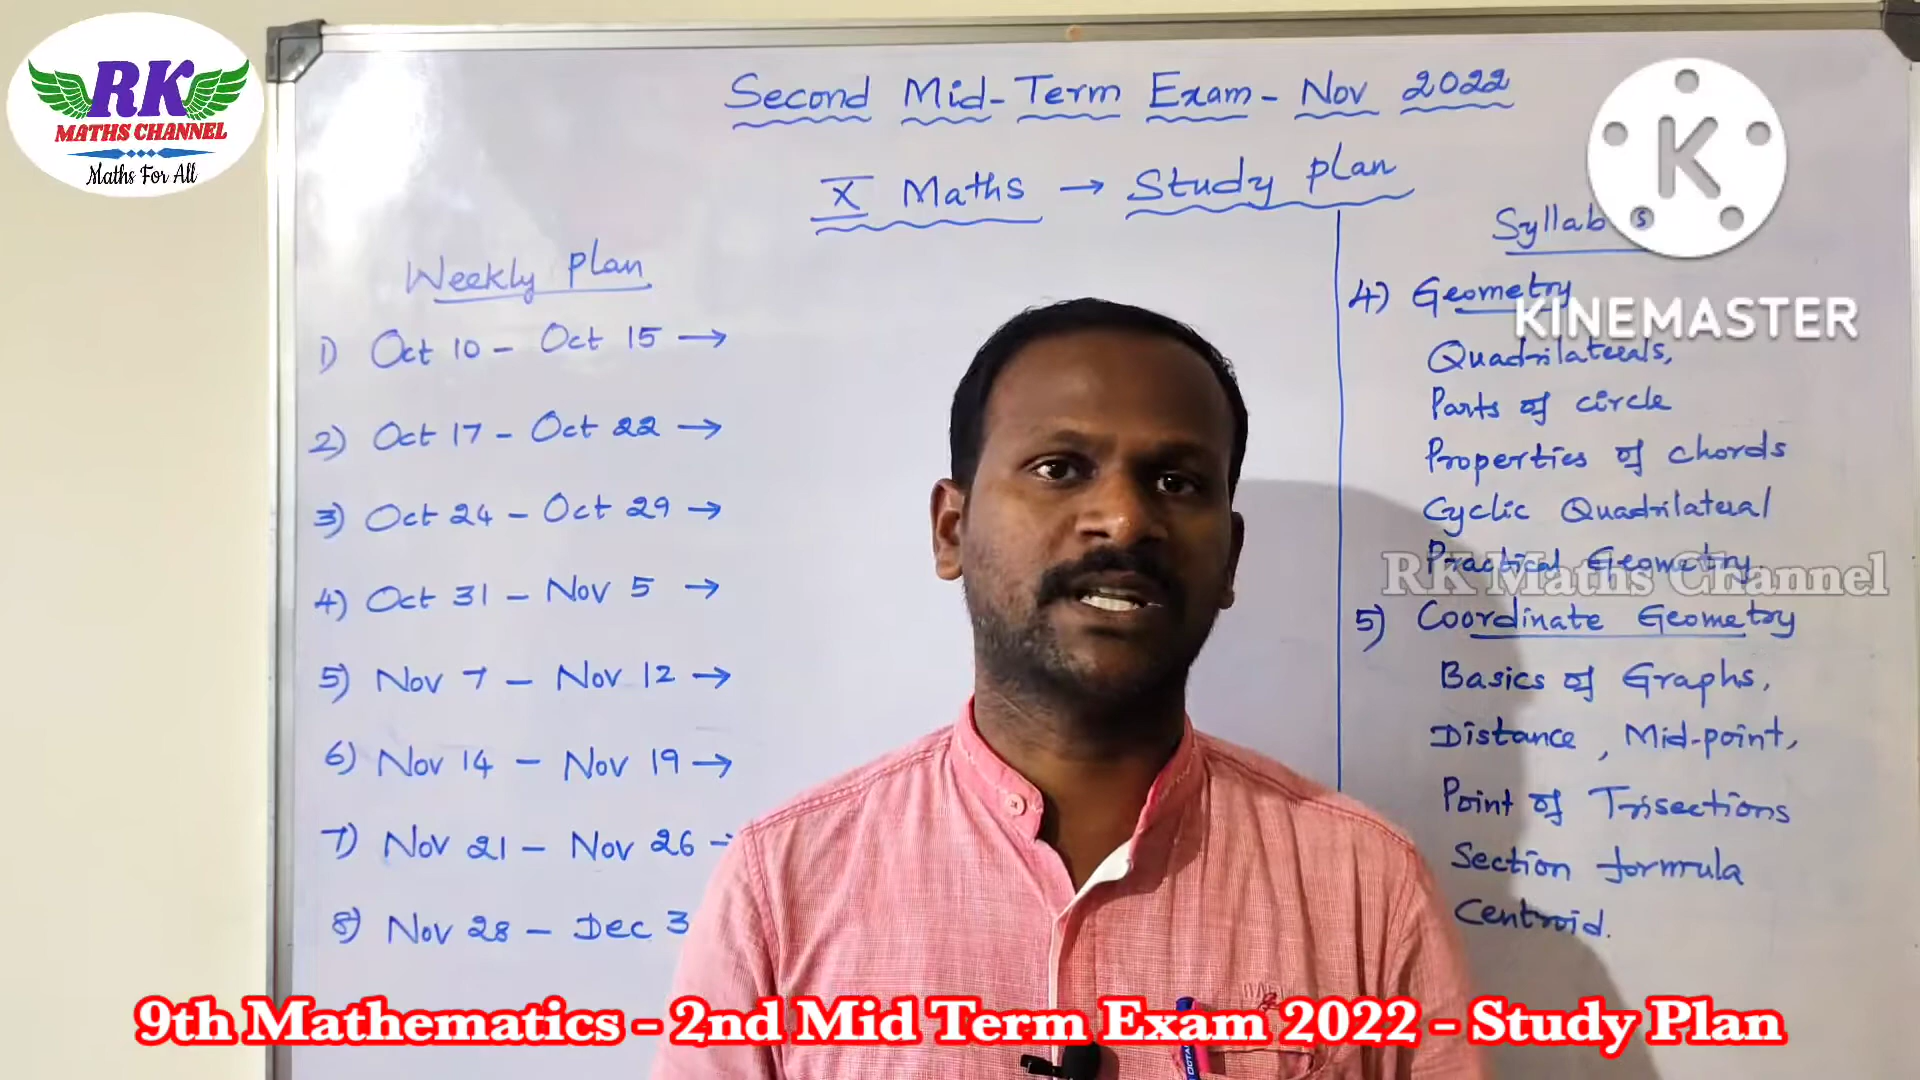 RK
MATHS CHANNEL
Maths For All
Second Mid-Term Exam - Nov 2022
X Maths → Study plan
Weekly plan
1) Oct 10 - Oct 15 →
2) Oct 17 - Oct 22 →
3) Oct 24 - Oct 29 →
4) Oct 31 - Nov 5 →
5) Nov 7 - Nov 12 →
6) Nov 14 - Nov 19 →
7) Nov 21 - Nov 26 -
8) Nov 28 - Dec 3
K
KINEMASTER
Syllab s
4) Geometry
Quadrilaterals,
Parts of circle
Properties of chords
Cyclic Quadrilateral
Practical Geometry
RK Maths Channel
5) Coordinate Geometry
Basics of Graphs,
Distance, Mid-point,
Point of Trisections
Section formula
Centroid.
9th Mathematics - 2nd Mid Term Exam 2022 - Study Plan